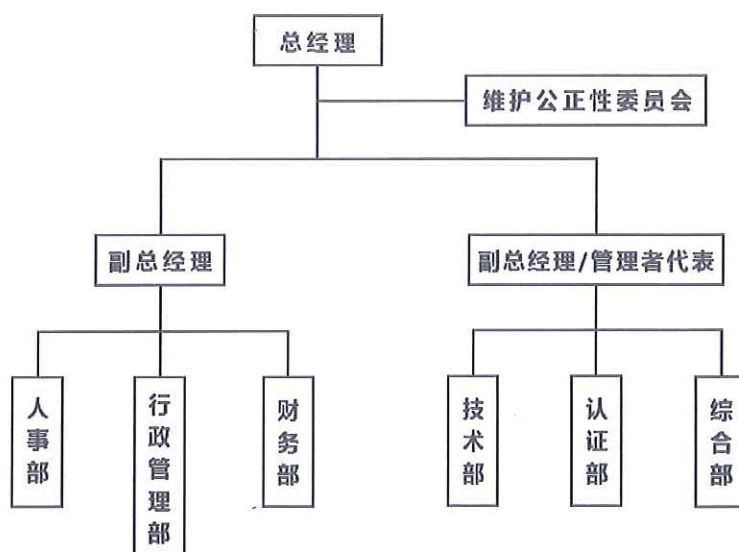 总经理
维护公正性委员会
副总经理
副总经理/管理者代表
人事部
行政管理部
财务部
技术部
认证部
综合部